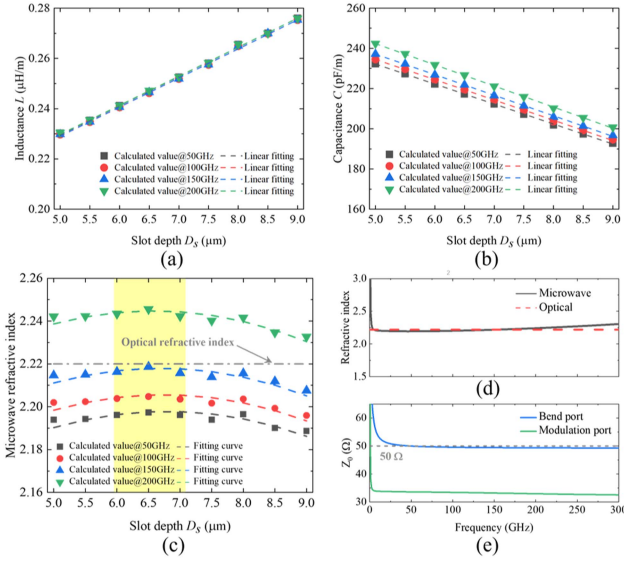 0.28
0.26
0.24
0.22
0.20
Inductance L (μH/m)
Calculated value@50GHz Linear fitting
Calculated value@100GHz Linear fitting
Calculated value@150GHz Linear fitting
Calculated value@200GHz Linear fitting
5.0 5.5 6.0 6.5 7.0 7.5 8.0 8.5 9.0
Slot depth D_S (μm)
(a)
260
240
220
200
180
160
Capacitance C (pF/m)
Calculated value@50GHz Linear fitting
Calculated value@100GHz Linear fitting
Calculated value@150GHz Linear fitting
Calculated value@200GHz Linear fitting
5.0 5.5 6.0 6.5 7.0 7.5 8.0 8.5 9.0
Slot depth D_S (μm)
(b)
2.26
2.24
2.22
2.20
2.18
2.16
Microwave refractive index
Optical refractive index
Calculated value@50GHz Fitting curve
Calculated value@100GHz Fitting curve
Calculated value@150GHz Fitting curve
Calculated value@200GHz Fitting curve
5.0 5.5 6.0 6.5 7.0 7.5 8.0 8.5 9.0
Slot depth D_S (μm)
(c)
2
3.0
2.5
2.0
1.5
Refractive index
Microwave
Optical
(d)
60
50
40
30
Z₀ (Ω)
Bend port
Modulation port
50 Ω
0 50 100 150 200 250 300
Frequency (GHz)
(e)